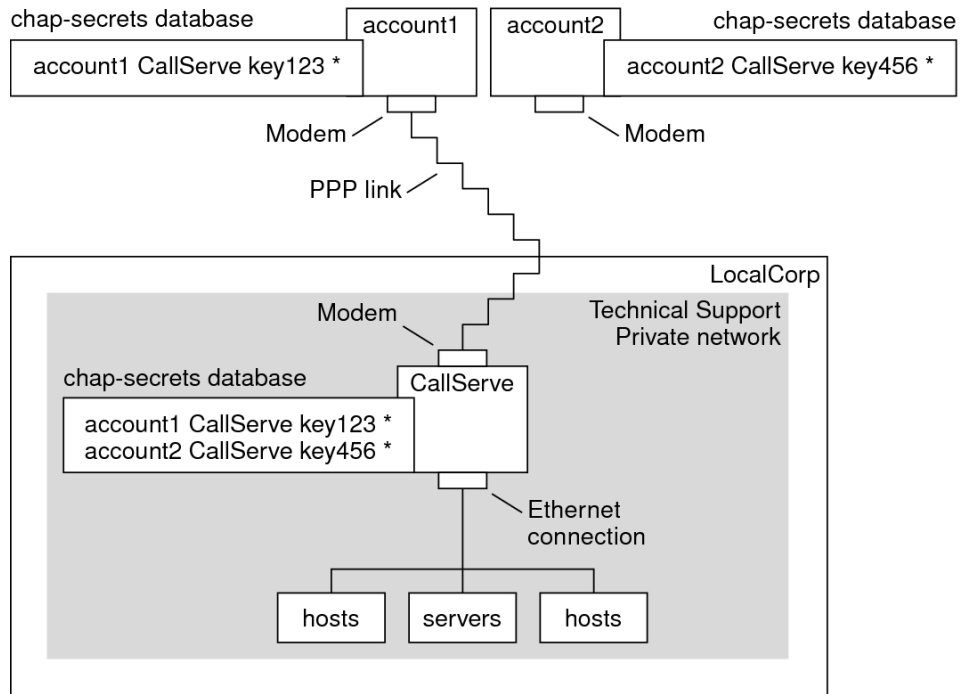 chap-secrets database
account1 CallServe key123 *
account1
account2
chap-secrets database
account2 CallServe key456 *
Modem
Modem
PPP link
LocalCorp
Technical Support
Private network
Modem
chap-secrets database
CallServe
account1 CallServe key123 *
account2 CallServe key456 *
Ethernet
connection
hosts
servers
hosts